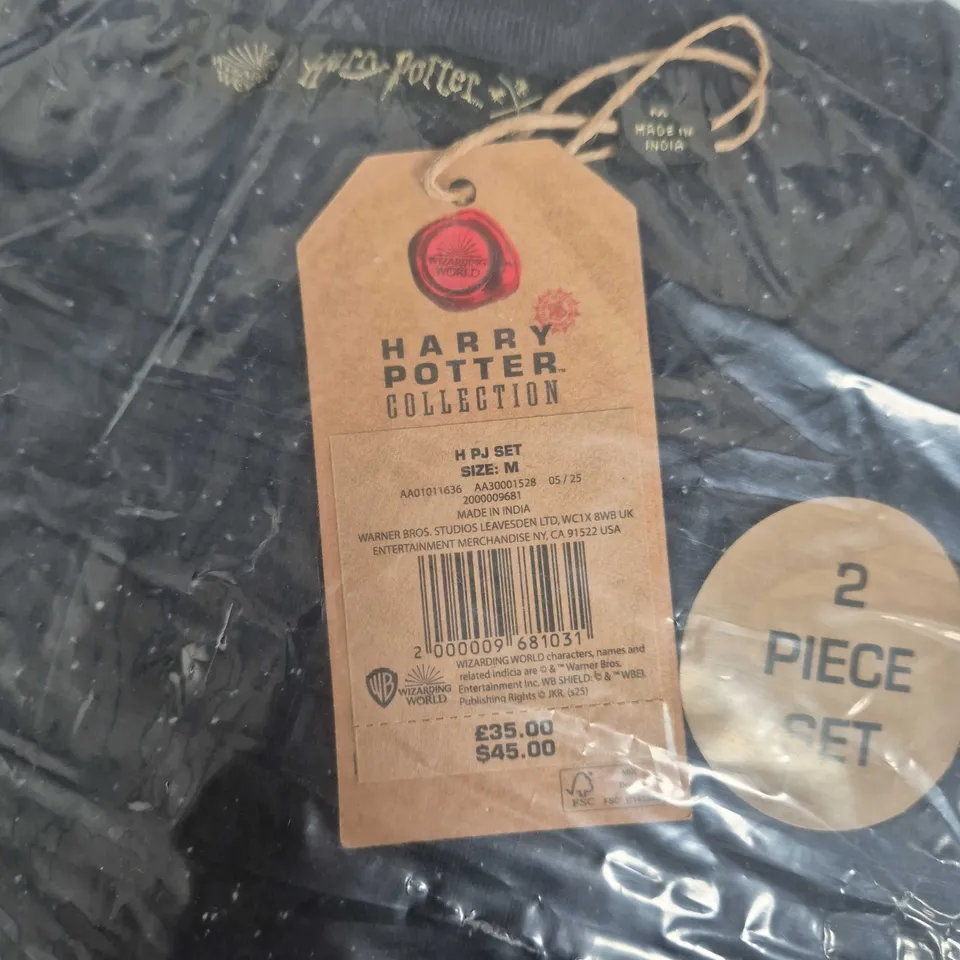 Harry Potter
M
MADE IN
INDIA
WIZARDING
WORLD
HARRY
POTTER™
COLLECTION
H PJ SET
SIZE: M
AA01011636 AA30001528 05 / 25
2000009681
MADE IN INDIA
WARNER BROS. STUDIOS LEAVESDEN LTD, WC1X 8WB UK
ENTERTAINMENT MERCHANDISE NY, CA 91522 USA
2 000009 681031
WB
WIZARDING
WORLD
WIZARDING WORLD characters, names and
related indicia are © & ™ Warner Bros.
Entertainment Inc. WB SHIELD: © & ™ WBEI.
Publishing Rights © JKR. (s25)
£35.00
$45.00
FSC
2
PIECE
SET